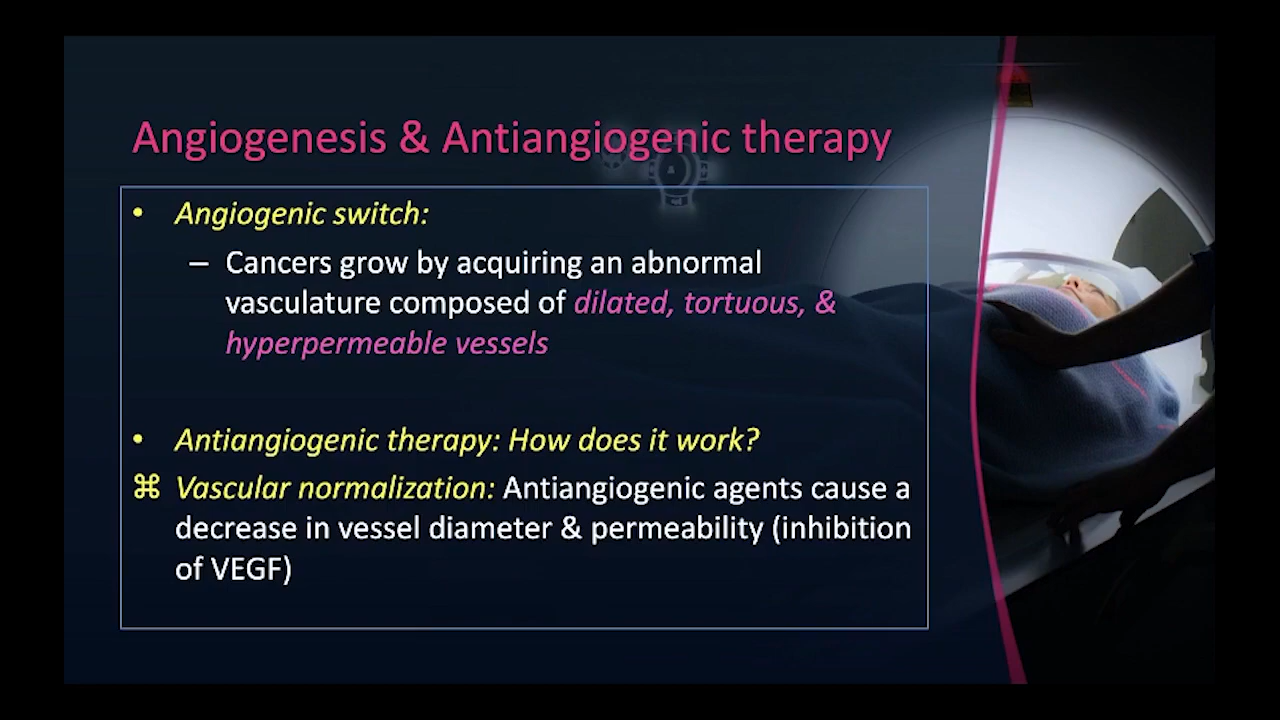 Angiogenesis & Antiangiogenic therapy
• Angiogenic switch:
– Cancers grow by acquiring an abnormal
vasculature composed of dilated, tortuous, &
hyperpermeable vessels
• Antiangiogenic therapy: How does it work?
⌘ Vascular normalization: Antiangiogenic agents cause a
decrease in vessel diameter & permeability (inhibition
of VEGF)